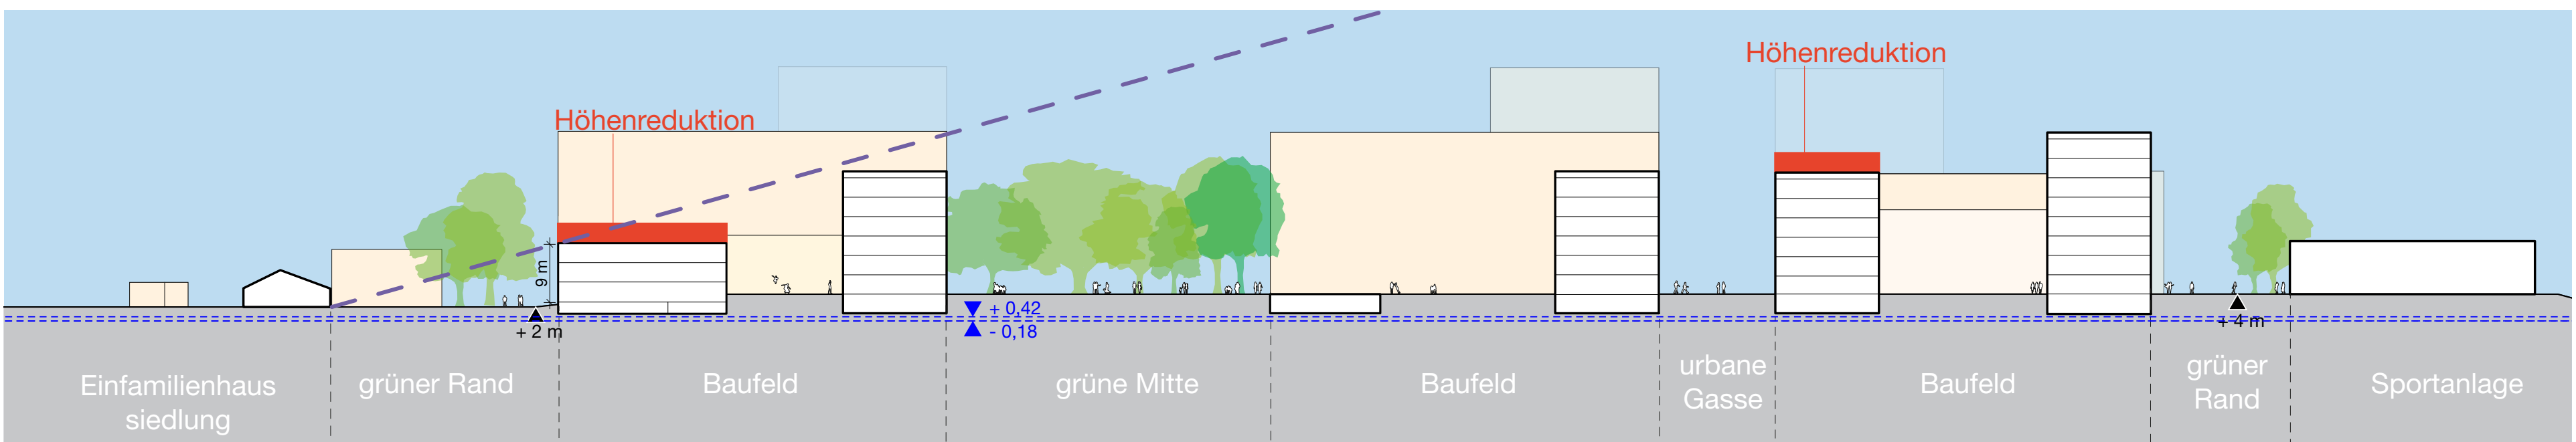 Höhenreduktion
Höhenreduktion
9 m
+ 0,42
- 0,18
+ 2 m
+ 4 m
Einfamilienhaus
siedlung
grüner Rand
Baufeld
grüne Mitte
Baufeld
urbane
Gasse
Baufeld
grüner
Rand
Sportanlage